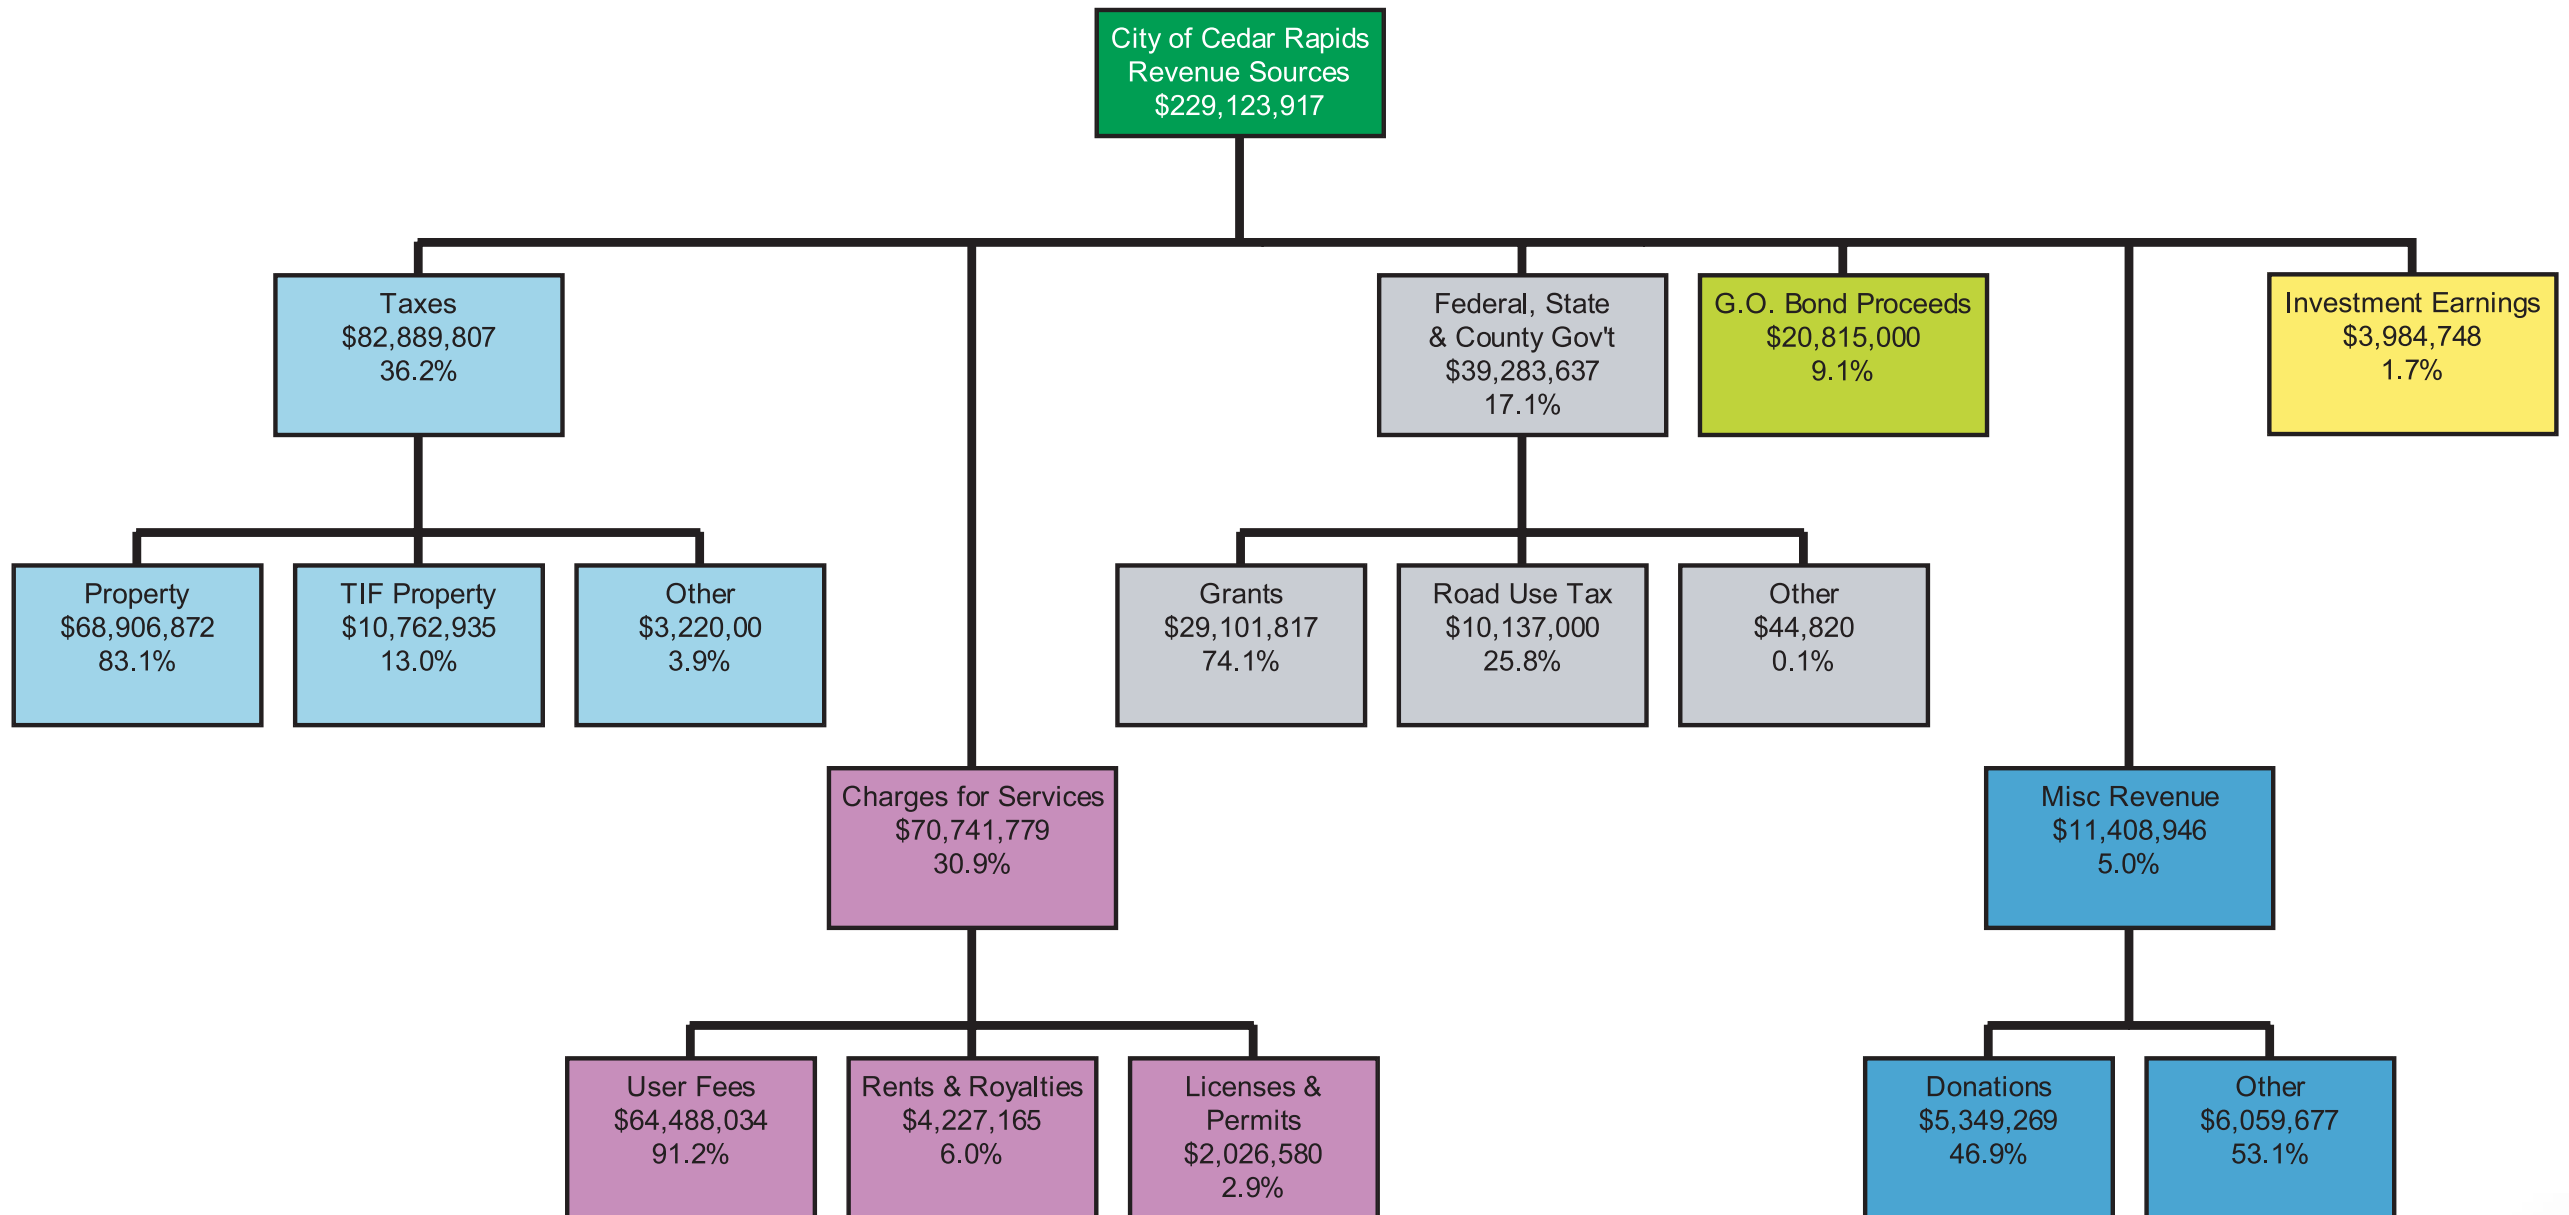 City of Cedar Rapids
Revenue Sources
$229,123,917
Taxes
$82,889,807
36.2%
Federal, State
& County Gov't
$39,283,637
17.1%
G.O. Bond Proceeds
$20,815,000
9.1%
Investment Earnings
$3,984,748
1.7%
Property
$68,906,872
83.1%
TIF Property
$10,762,935
13.0%
Other
$3,220,00
3.9%
Grants
$29,101,817
74.1%
Road Use Tax
$10,137,000
25.8%
Other
$44,820
0.1%
Charges for Services
$70,741,779
30.9%
Misc Revenue
$11,408,946
5.0%
User Fees
$64,488,034
91.2%
Rents & Royalties
$4,227,165
6.0%
Licenses &
Permits
$2,026,580
2.9%
Donations
$5,349,269
46.9%
Other
$6,059,677
53.1%